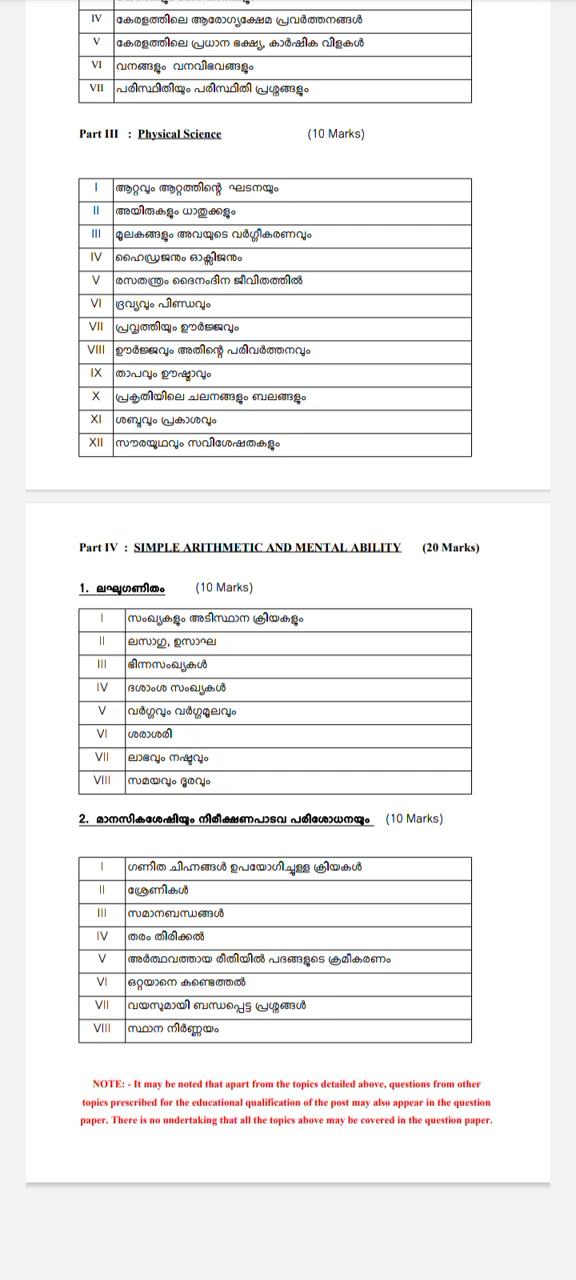 IV കേരളത്തിലെ ആരോഗ്യക്ഷേമ പ്രവർത്തനങ്ങൾ
V കേരളത്തിലെ പ്രധാന ഭക്ഷ്യ, കാർഷിക വിളകൾ
VI വനങ്ങളും വനവിഭവങ്ങളും
VII പരിസ്ഥിതിയും പരിസ്ഥിതി പ്രശ്നങ്ങളും
Part III : Physical Science (10 Marks)
I ആറ്റവും ആറ്റത്തിന്റെ ഘടനയും
II അയിരുകളും ധാതുക്കളും
III മൂലകങ്ങളും അവയുടെ വർഗ്ഗീകരണവും
IV ഹൈഡ്രജനും ഓക്സിജനും
V രസതന്ത്രം ദൈനംദിന ജീവിതത്തിൽ
VI ദ്രവ്യവും പിണ്ഡവും
VII പ്രവൃത്തിയും ഊർജ്ജവും
VIII ഊർജ്ജവും അതിന്റെ പരിവർത്തനവും
IX താപവും ഊഷ്മാവും
X പ്രകൃതിയിലെ ചലനങ്ങളും ബലങ്ങളും
XI ശബ്ദവും പ്രകാശവും
XII സൗരയൂഥവും സവിശേഷതകളും
Part IV : SIMPLE ARITHMETIC AND MENTAL ABILITY (20 Marks)
1. ലഘുഗണിതം (10 Marks)
I സംഖ്യകളും അടിസ്ഥാന ക്രിയകളും
II ലസാഗു, ഉസാഘ
III ഭിന്നസംഖ്യകൾ
IV ദശാംശ സംഖ്യകൾ
V വർഗ്ഗവും വർഗ്ഗമൂലവും
VI ശരാശരി
VII ലാഭവും നഷ്ടവും
VIII സമയവും ദൂരവും
2. മാനസികശേഷിയും നിരീക്ഷണപാടവ പരിശോധനയും (10 Marks)
I ഗണിത ചിഹ്നങ്ങൾ ഉപയോഗിച്ചുള്ള ക്രിയകൾ
II ശ്രേണികൾ
III സമാനബന്ധങ്ങൾ
IV തരം തിരിക്കൽ
V അർത്ഥവത്തായ രീതിയിൽ പദങ്ങളുടെ ക്രമീകരണം
VI ഒറ്റയാനെ കണ്ടെത്തൽ
VII വയസുമായി ബന്ധപ്പെട്ട പ്രശ്നങ്ങൾ
VIII സ്ഥാന നിർണ്ണയം
NOTE: - It may be noted that apart from the topics detailed above, questions from other
topics prescribed for the educational qualification of the post may also appear in the question
paper. There is no undertaking that all the topics above may be covered in the question paper.